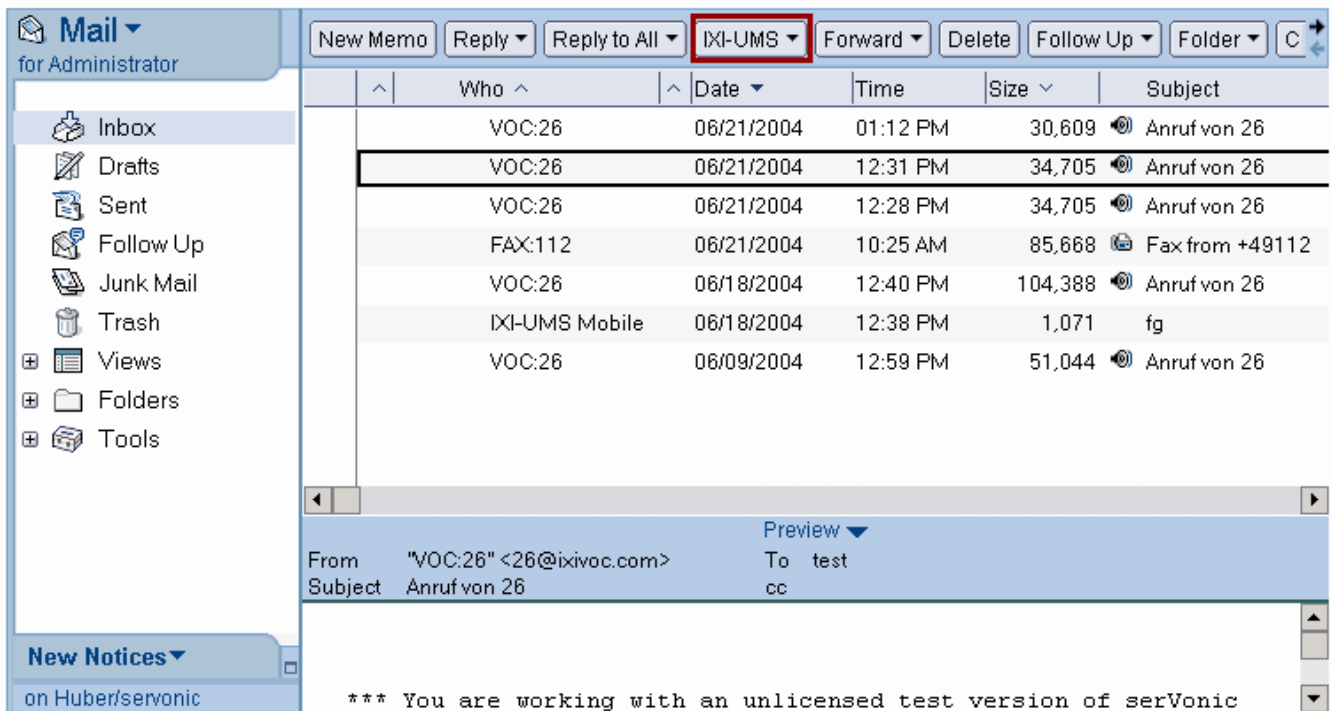 Mail
for Administrator
Inbox
Drafts
Sent
Follow Up
Junk Mail
Trash
Views
Folders
Tools
New Notices
on Huber/servonic
New Memo Reply Reply to All IXI-UMS Forward Delete Follow Up Folder C
Who Date Time Size Subject
VOC:26 06/21/2004 01:12 PM 30,609 Anruf von 26
VOC:26 06/21/2004 12:31 PM 34,705 Anruf von 26
VOC:26 06/21/2004 12:28 PM 34,705 Anruf von 26
FAX:112 06/21/2004 10:25 AM 85,668 Fax from +49112
VOC:26 06/18/2004 12:40 PM 104,388 Anruf von 26
IXI-UMS Mobile 06/18/2004 12:38 PM 1,071 fg
VOC:26 06/09/2004 12:59 PM 51,044 Anruf von 26
Preview
From "VOC:26" <26@ixivoc.com> To test
Subject Anruf von 26 cc
*** You are working with an unlicensed test version of serVonic